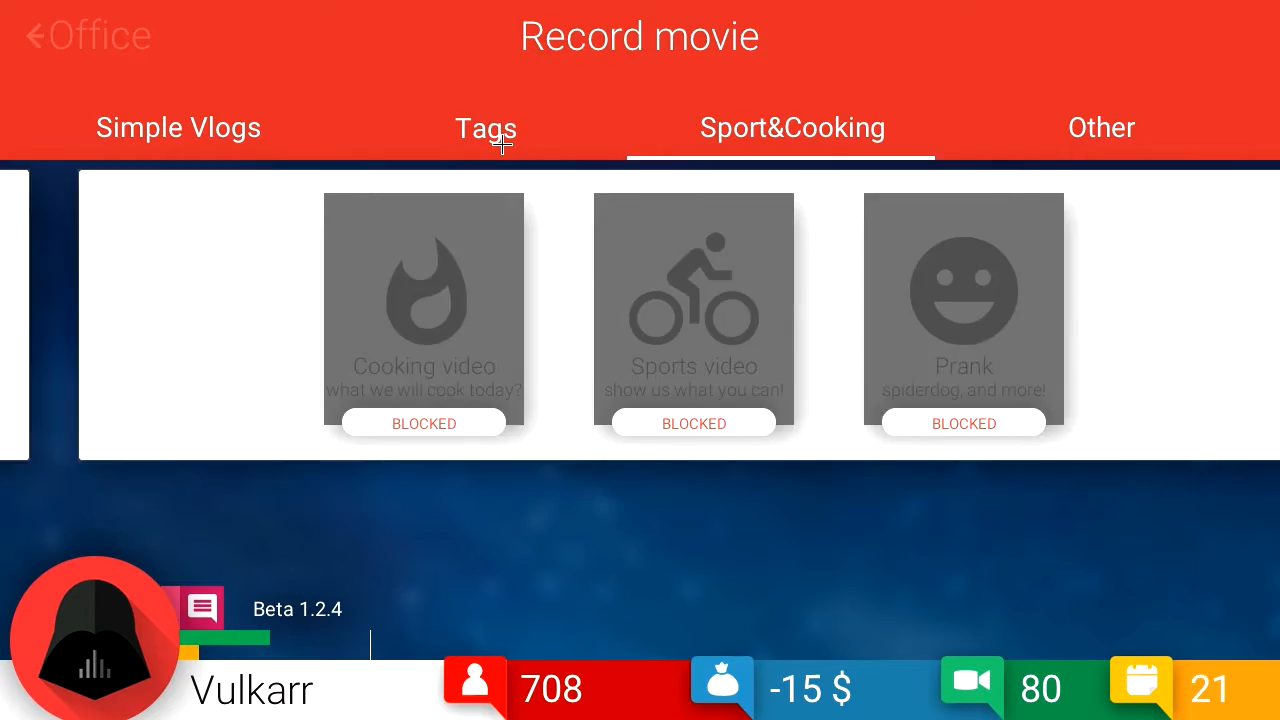 Office
Record movie
Simple Vlogs
Tags
Sport&Cooking
Other
Cooking video
what we will cook today?
BLOCKED
Sports video
show us what you can!
BLOCKED
Prank
spiderdog, and more!
BLOCKED
Beta 1.2.4
Vulkarr
708
-15 $
80
21